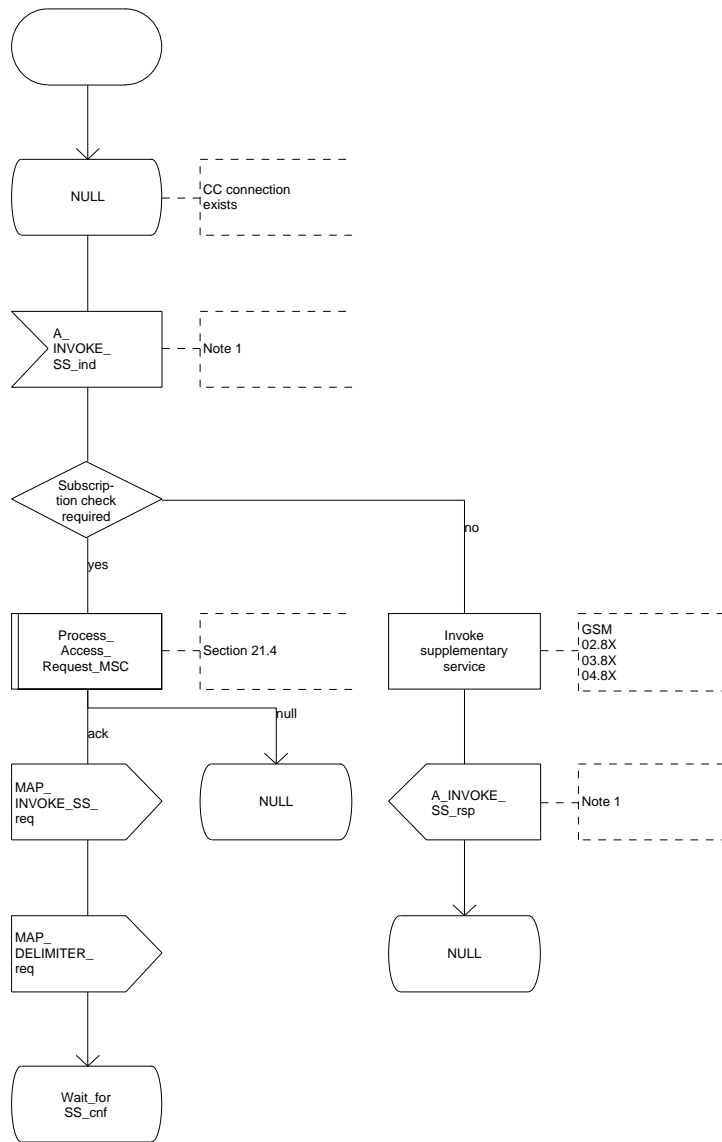 NULL
CC connection
exists
A_
INVOKE_
SS_ind
Note 1
Subscrip-
tion check
required
no
yes
Process_
Access_
Request_MSC
Section 21.4
Invoke
supplementary
service
GSM
02.8X
03.8X
04.8X
null
ack
MAP_
INVOKE_SS_
req
NULL
A_INVOKE_
SS_rsp
Note 1
MAP_
DELIMITER_
req
NULL
Wait_for
SS_cnf